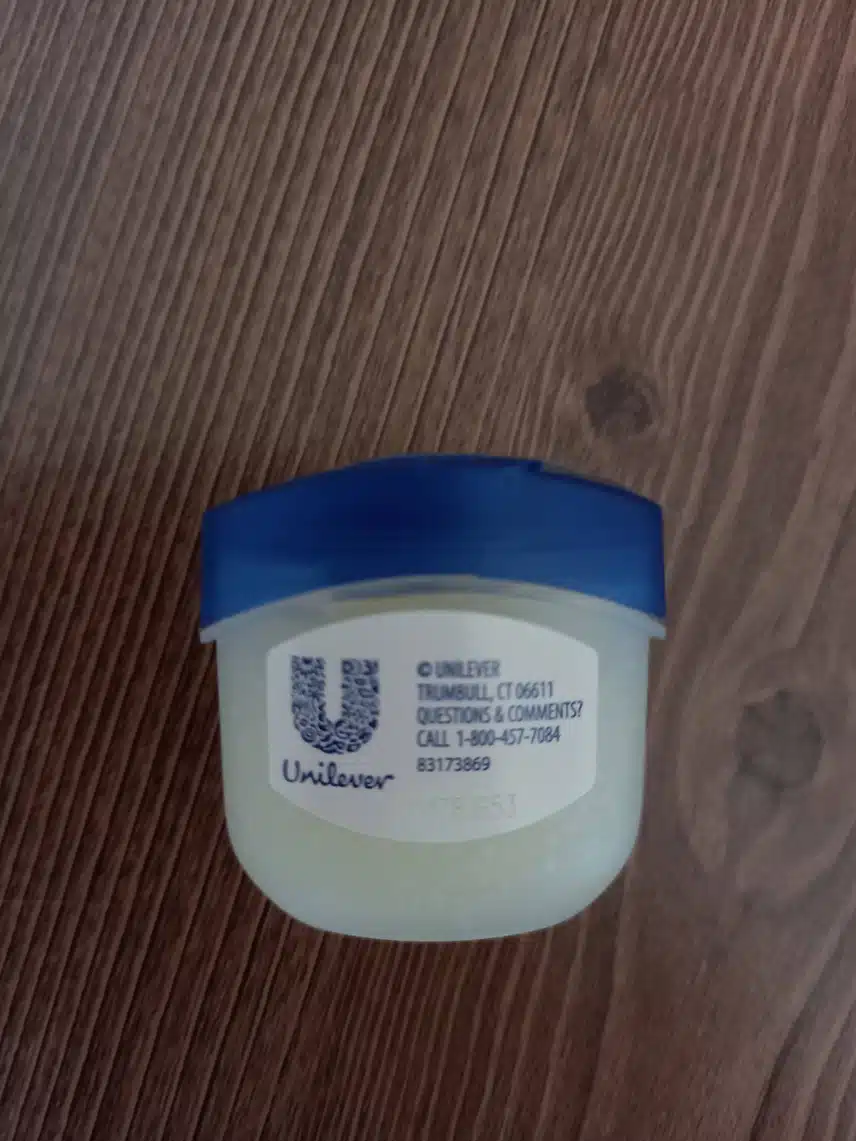 Unilever
© UNILEVER
TRUMBULL, CT 06611
QUESTIONS & COMMENTS?
CALL 1-800-457-7084
83173869